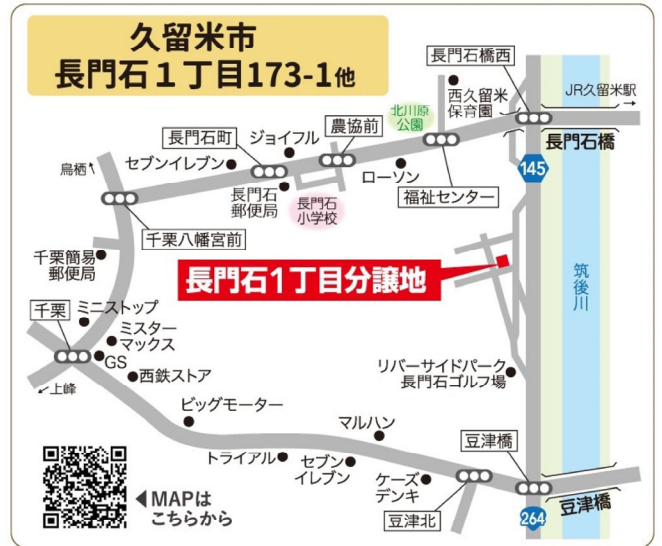 久留米市
長門石1丁目173-1他
長門石橋西
西久留米
保育園
JR久留米駅
→
北川原
公園
農協前
ジョイフル
長門石町
セブンイレブン
鳥栖
長門石橋
145
ローソン
福祉センター
長門石
郵便局
長門石
小学校
千栗八幡宮前
千栗簡易
郵便局
長門石1丁目分譲地
筑後川
千栗
ミニストップ
ミスター
マックス
GS
西鉄ストア
上峰
リバーサイドパーク
長門石ゴルフ場
ビッグモーター
マルハン
豆津橋
トライアル
セブン
イレブン
ケーズ
デンキ
豆津北
豆津橋
264
◀MAPは
こちらから